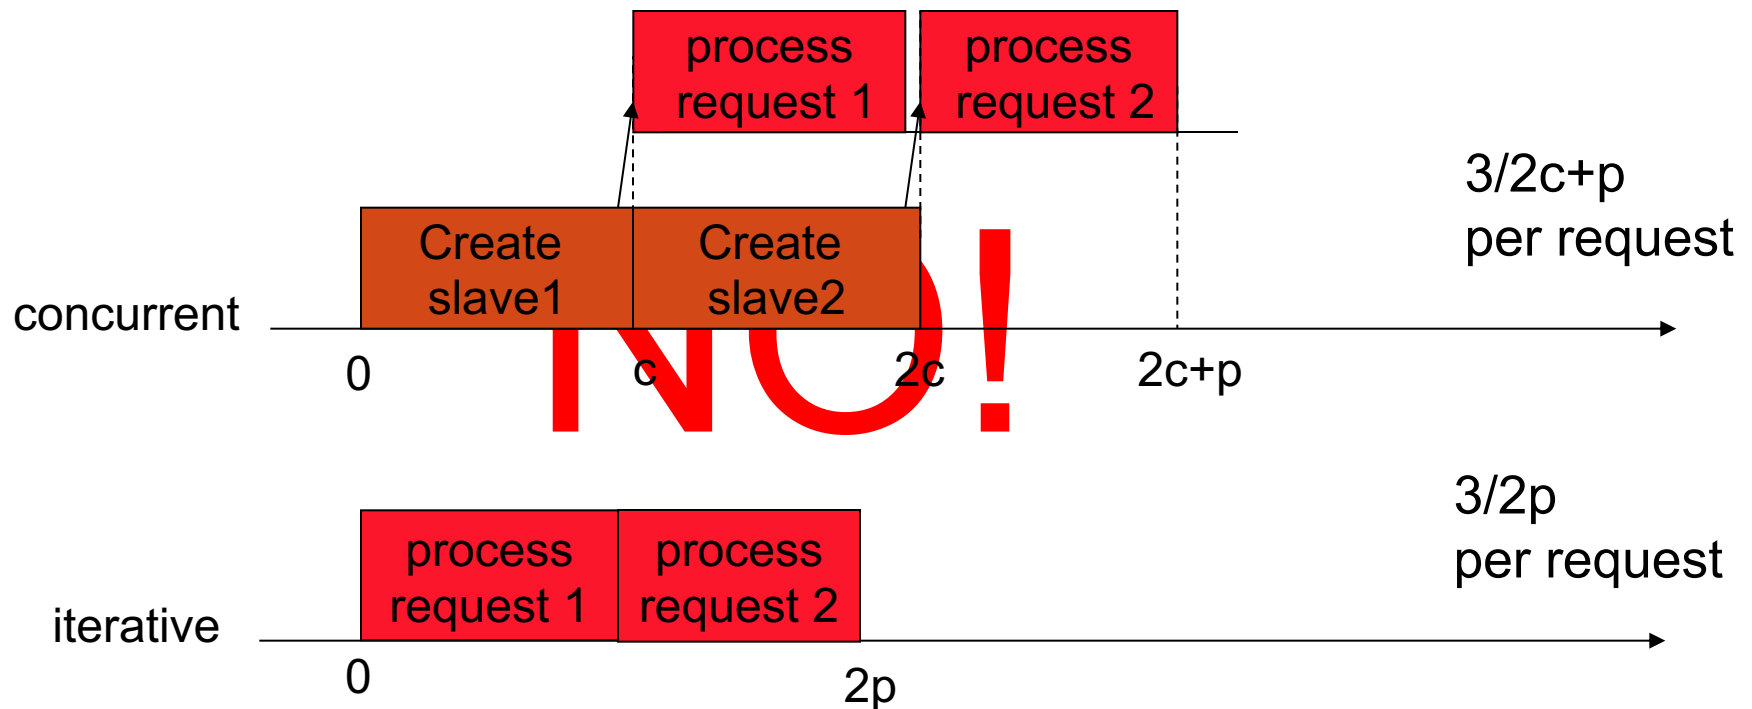 process
request 1
process
request 2
3/2c+p
per request
Create
slave1
Create
slave2
concurrent
NO!
0
c
2c
2c+p
3/2p
per request
process
request 1
process
request 2
iterative
0
2p